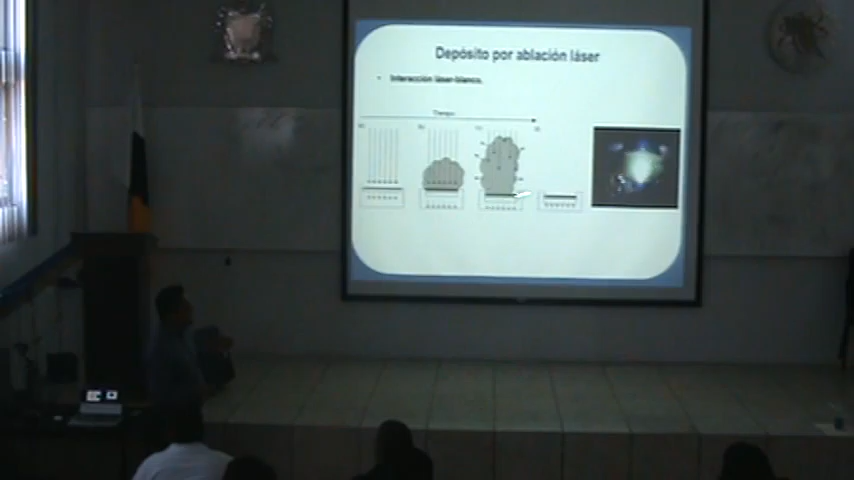 Depósito por ablación láser
Interacción láser-blanco.
Tiempo